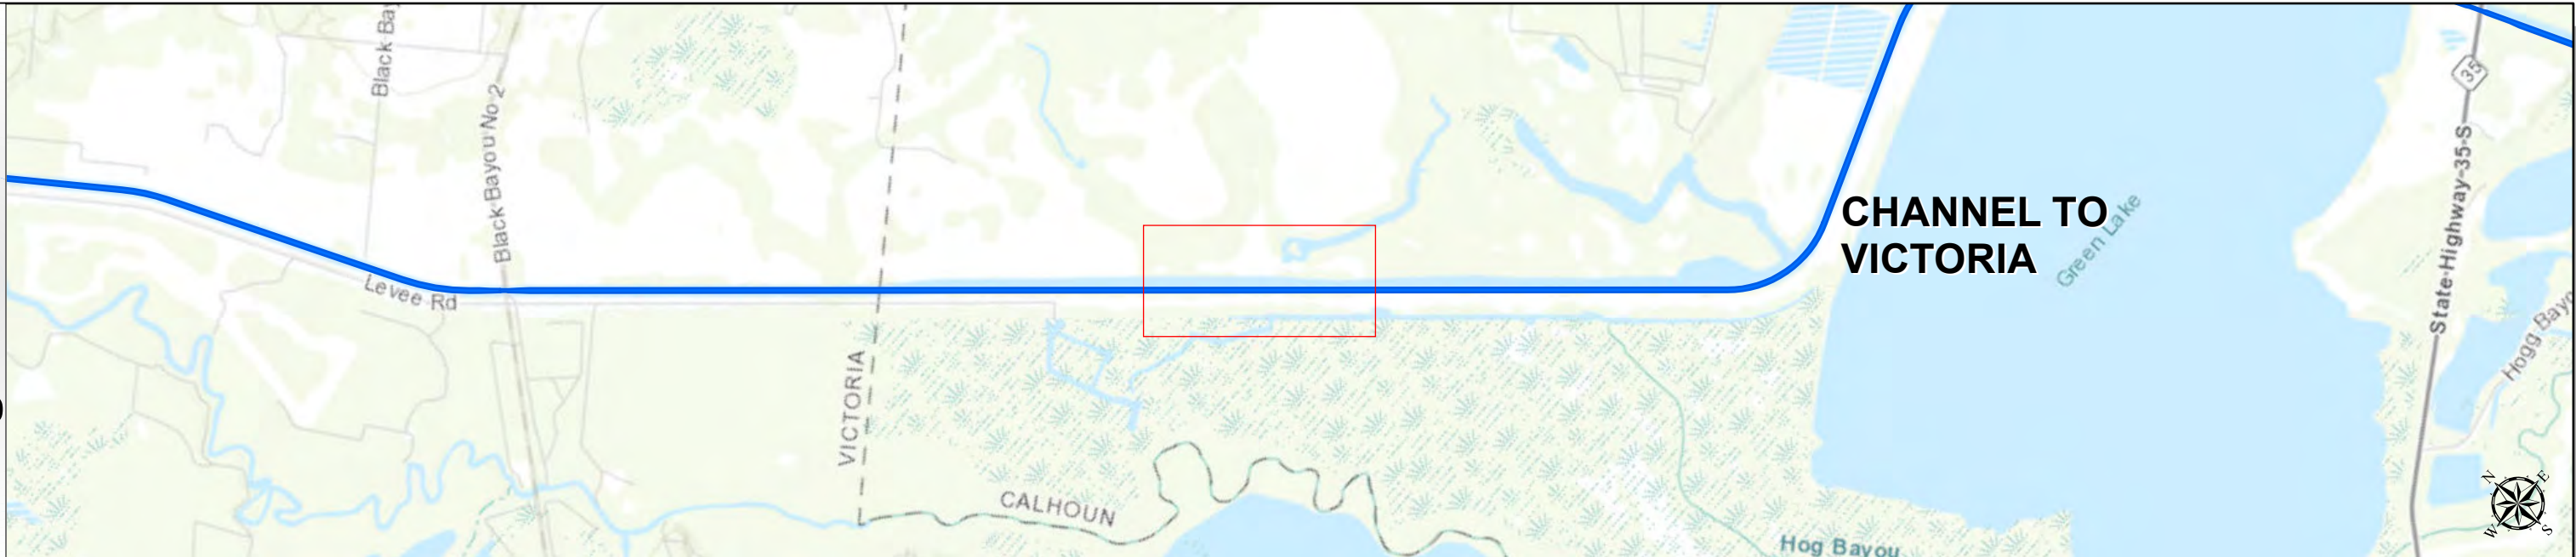 Black Bay
35
Black Bayou No 2
CHANNEL TO
VICTORIA
Green Lake
State Highway 35 S
Levee Rd
Hogg Bayo
VICTORIA
CALHOUN
Hog Bayou
N
E
W
S